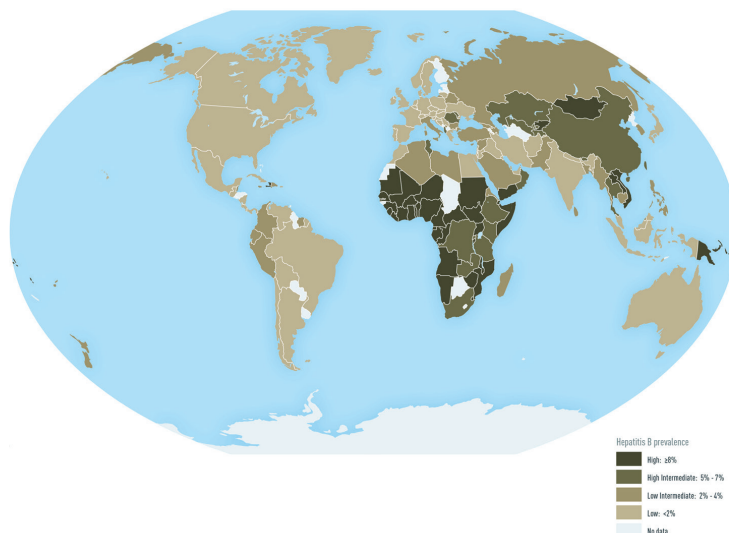 Hepatitis B prevalence
High: ≥8%
High Intermediate: 5% - 7%
Low Intermediate: 2% - 4%
Low: <2%
No data